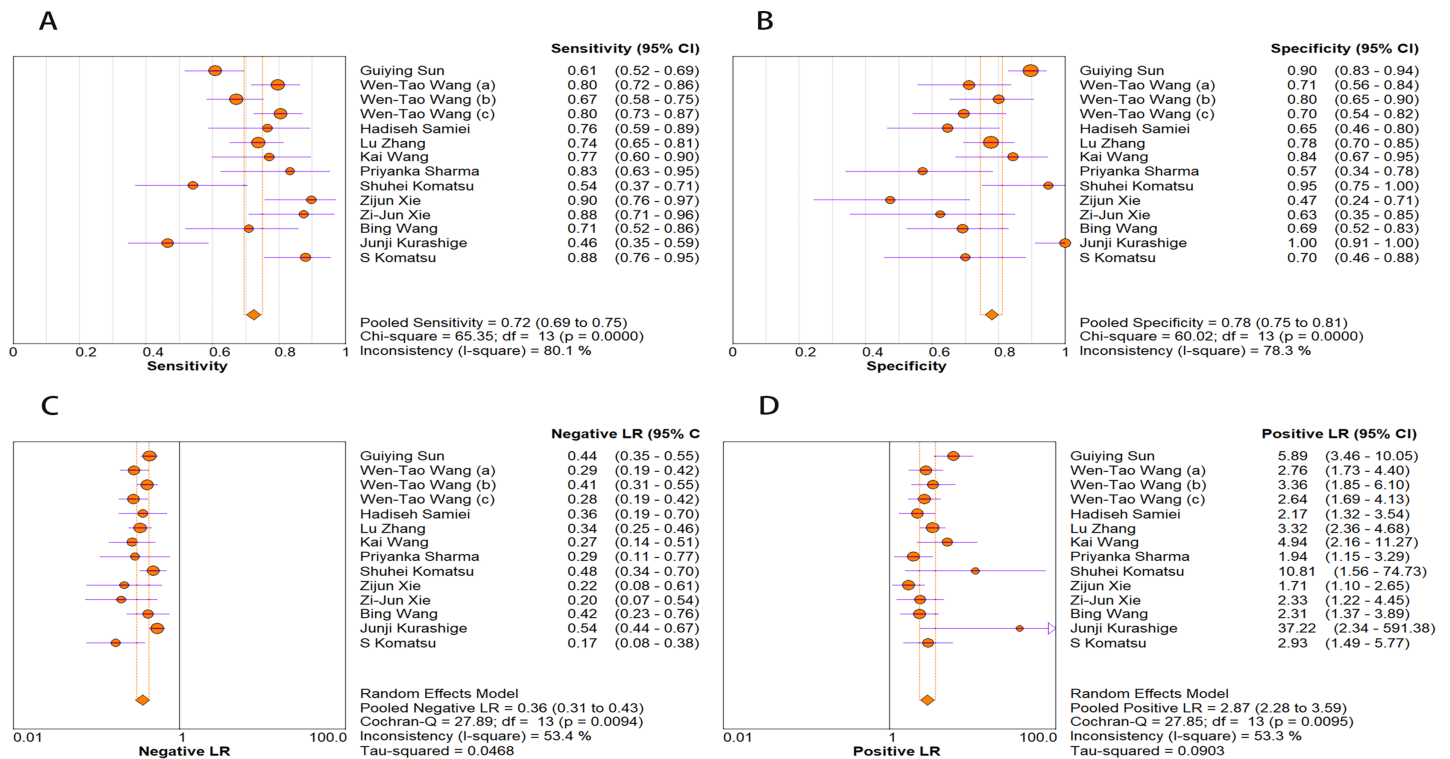 A
Sensitivity (95% CI)
Guiying Sun 0.61 (0.52 - 0.69)
Wen-Tao Wang (a) 0.80 (0.72 - 0.86)
Wen-Tao Wang (b) 0.67 (0.58 - 0.75)
Wen-Tao Wang (c) 0.80 (0.73 - 0.87)
Hadiseh Samiei 0.76 (0.59 - 0.89)
Lu Zhang 0.74 (0.65 - 0.81)
Kai Wang 0.77 (0.60 - 0.90)
Priyanka Sharma 0.83 (0.63 - 0.95)
Shuhei Komatsu 0.54 (0.37 - 0.71)
Zijun Xie 0.90 (0.76 - 0.97)
Zi-Jun Xie 0.88 (0.71 - 0.96)
Bing Wang 0.71 (0.52 - 0.86)
Junji Kurashige 0.46 (0.35 - 0.59)
S Komatsu 0.88 (0.76 - 0.95)
Pooled Sensitivity = 0.72 (0.69 to 0.75)
Chi-square = 65.35; df = 13 (p = 0.0000)
Inconsistency (I-square) = 80.1 %
0 0.2 0.4 0.6 0.8 1
Sensitivity
B
Specificity (95% CI)
Guiying Sun 0.90 (0.83 - 0.94)
Wen-Tao Wang (a) 0.71 (0.56 - 0.84)
Wen-Tao Wang (b) 0.80 (0.65 - 0.90)
Wen-Tao Wang (c) 0.70 (0.54 - 0.82)
Hadiseh Samiei 0.65 (0.46 - 0.80)
Lu Zhang 0.78 (0.70 - 0.85)
Kai Wang 0.84 (0.67 - 0.95)
Priyanka Sharma 0.57 (0.34 - 0.78)
Shuhei Komatsu 0.95 (0.75 - 1.00)
Zijun Xie 0.47 (0.24 - 0.71)
Zi-Jun Xie 0.63 (0.35 - 0.85)
Bing Wang 0.69 (0.52 - 0.83)
Junji Kurashige 1.00 (0.91 - 1.00)
S Komatsu 0.70 (0.46 - 0.88)
Pooled Specificity = 0.78 (0.75 to 0.81)
Chi-square = 60.02; df = 13 (p = 0.0000)
Inconsistency (I-square) = 78.3 %
0 0.2 0.4 0.6 0.8 1
Specificity
C
Negative LR (95% C
Guiying Sun 0.44 (0.35 - 0.55)
Wen-Tao Wang (a) 0.29 (0.19 - 0.42)
Wen-Tao Wang (b) 0.41 (0.31 - 0.55)
Wen-Tao Wang (c) 0.28 (0.19 - 0.42)
Hadiseh Samiei 0.36 (0.19 - 0.70)
Lu Zhang 0.34 (0.25 - 0.46)
Kai Wang 0.27 (0.14 - 0.51)
Priyanka Sharma 0.29 (0.11 - 0.77)
Shuhei Komatsu 0.48 (0.34 - 0.70)
Zijun Xie 0.22 (0.08 - 0.61)
Zi-Jun Xie 0.20 (0.07 - 0.54)
Bing Wang 0.42 (0.23 - 0.76)
Junji Kurashige 0.54 (0.44 - 0.67)
S Komatsu 0.17 (0.08 - 0.38)
Random Effects Model
Pooled Negative LR = 0.36 (0.31 to 0.43)
Cochran-Q = 27.89; df = 13 (p = 0.0094)
Inconsistency (I-square) = 53.4 %
Tau-squared = 0.0468
0.01 1 100.0
Negative LR
D
Positive LR (95% CI)
Guiying Sun 5.89 (3.46 - 10.05)
Wen-Tao Wang (a) 2.76 (1.73 - 4.40)
Wen-Tao Wang (b) 3.36 (1.85 - 6.10)
Wen-Tao Wang (c) 2.64 (1.69 - 4.13)
Hadiseh Samiei 2.17 (1.32 - 3.54)
Lu Zhang 3.32 (2.36 - 4.68)
Kai Wang 4.94 (2.16 - 11.27)
Priyanka Sharma 1.94 (1.15 - 3.29)
Shuhei Komatsu 10.81 (1.56 - 74.73)
Zijun Xie 1.71 (1.10 - 2.65)
Zi-Jun Xie 2.33 (1.22 - 4.45)
Bing Wang 2.31 (1.37 - 3.89)
Junji Kurashige 37.22 (2.34 - 591.38)
S Komatsu 2.93 (1.49 - 5.77)
Random Effects Model
Pooled Positive LR = 2.87 (2.28 to 3.59)
Cochran-Q = 27.85; df = 13 (p = 0.0095)
Inconsistency (I-square) = 53.3 %
Tau-squared = 0.0903
0.01 1 100.0
Positive LR